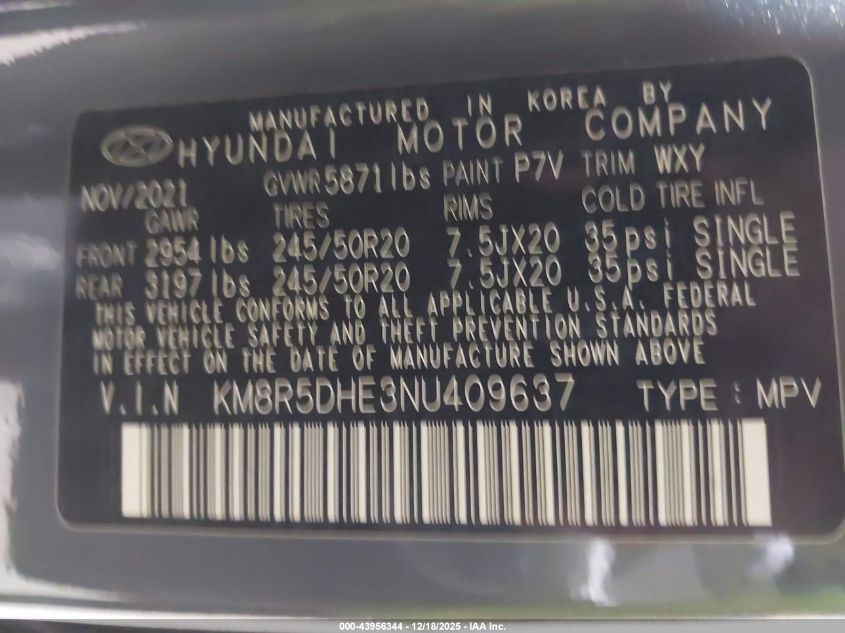 MANUFACTURED IN KOREA BY
HYUNDAI MOTOR COMPANY
NOV/2021 GVWR 5871lbs PAINT P7V TRIM WXY
GAWR TIRES RIMS COLD TIRE INFL
FRONT 2954lbs 245/50R20 7.5JX20 35psi SINGLE
REAR 3197lbs 245/50R20 7.5JX20 35psi SINGLE
THIS VEHICLE CONFORMS TO ALL APPLICABLE U.S.A. FEDERAL
MOTOR VEHICLE SAFETY AND THEFT PREVENTION STANDARDS
IN EFFECT ON THE DATE OF MANUFACTURE SHOWN ABOVE
V.I.N KM8R5DHE3NU409637 TYPE : MPV
000-43956344 - 12/18/2025 - IAA Inc.